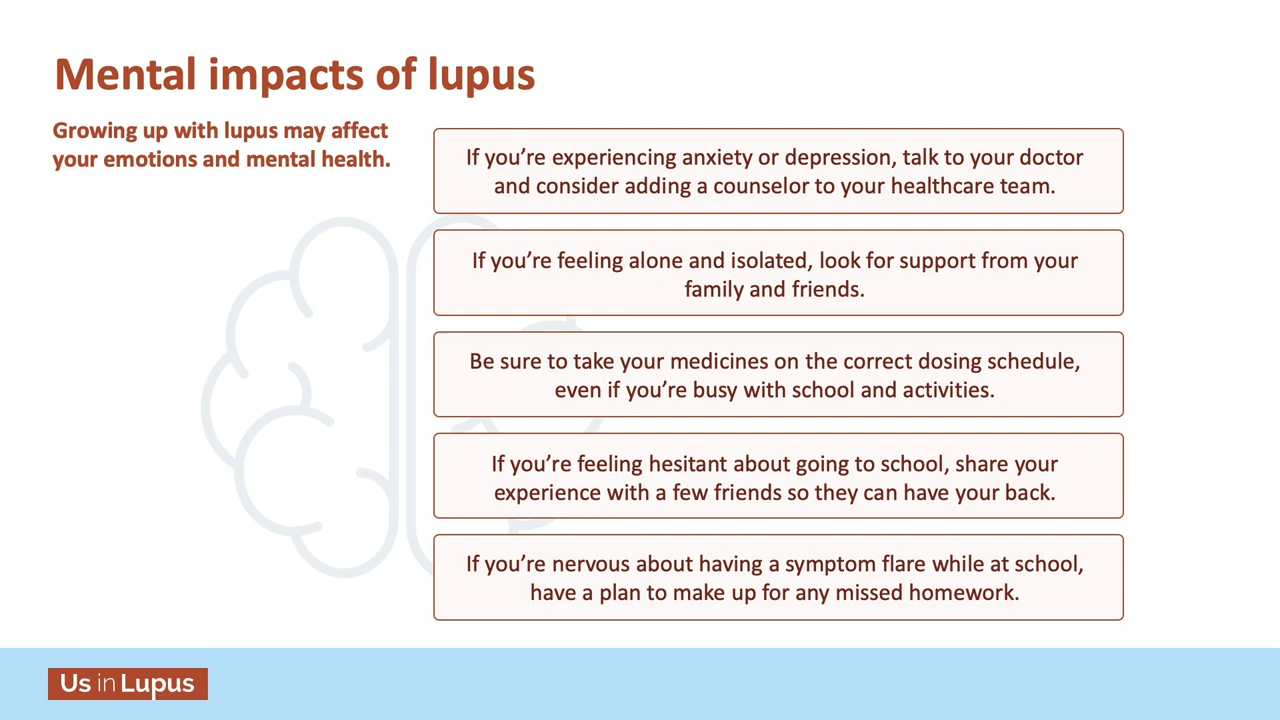 Mental impacts of lupus
Growing up with lupus may affect
your emotions and mental health.
If you’re experiencing anxiety or depression, talk to your doctor
and consider adding a counselor to your healthcare team.
If you’re feeling alone and isolated, look for support from your
family and friends.
Be sure to take your medicines on the correct dosing schedule,
even if you’re busy with school and activities.
If you’re feeling hesitant about going to school, share your
experience with a few friends so they can have your back.
If you’re nervous about having a symptom flare while at school,
have a plan to make up for any missed homework.
Us in Lupus